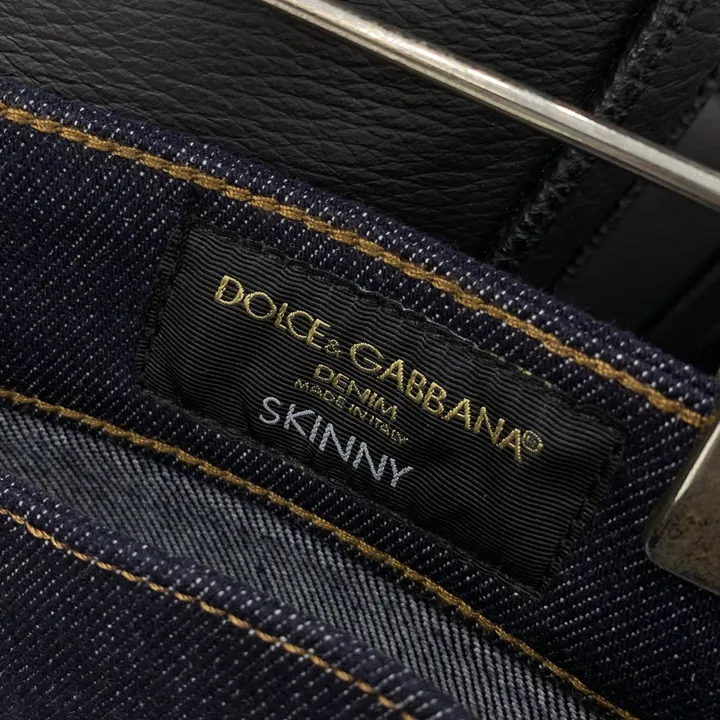 DOLCE & GABBANA®
DENIM
MADE IN ITALY
SKINNY